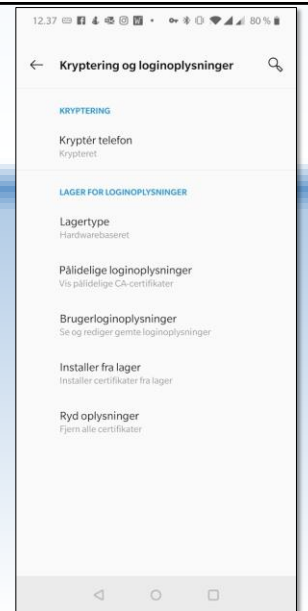 12.37
80 %
Kryptering og loginoplysninger
KRYPTERING
Kryptér telefon
Krypteret
LAGER FOR LOGINOPLYSNINGER
Lagertype
Hardwarebaseret
Pålidelige loginoplysninger
Vis pålidelige CA-certifikater
Brugerloginoplysninger
Se og rediger gemte loginoplysninger
Installer fra lager
Installer certifikater fra lager
Ryd oplysninger
Fjern alle certifikater